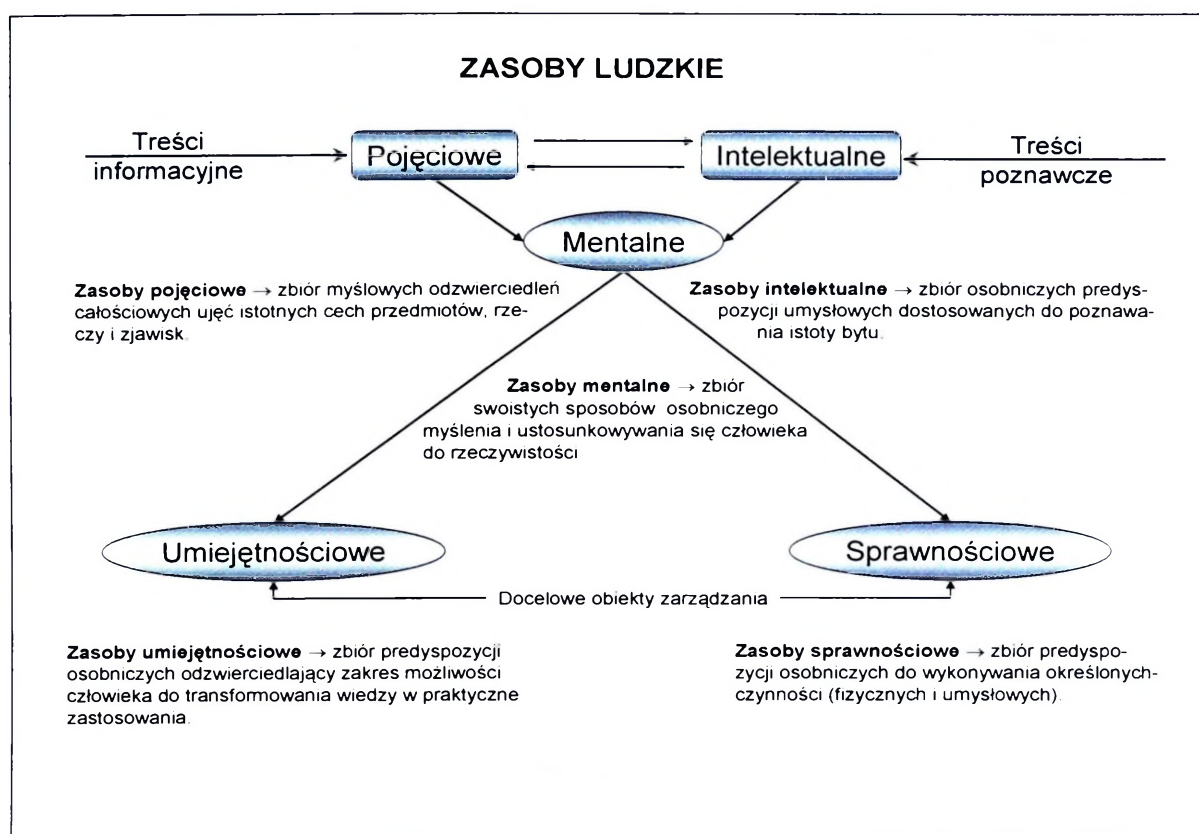 ZASOBY LUDZKIE
Treści
informacyjne
Pojęciowe
Intelektualne
Treści
poznawcze
Mentalne
Zasoby pojęciowe → zbiór myślowych odzwierciedleń
całościowych ujęć istotnych cech przedmiotów, rze-
czy i zjawisk.
Zasoby intelektualne → zbiór osobniczych predys-
pozycji umysłowych dostosowanych do poznawa-
nia istoty bytu.
Zasoby mentalne → zbiór
swoistych sposobów osobniczego
myślenia i ustosunkowywania się człowieka
do rzeczywistości
Umiejętnościowe
Sprawnościowe
Docelowe obiekty zarządzania
Zasoby umiejętnościowe → zbiór predyspozycji
osobniczych odzwierciedlający zakres możliwości
człowieka do transformowania wiedzy w praktyczne
zastosowania.
Zasoby sprawnościowe → zbiór predyspo-
zycji osobniczych do wykonywania określonych-
czynności (fizycznych i umysłowych).